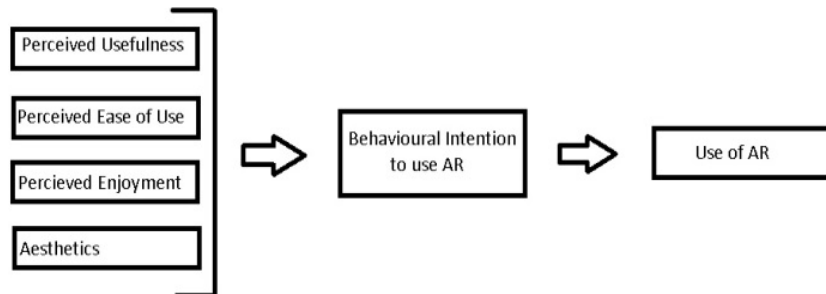 Perceived Usefulness
Perceived Ease of Use
Percieved Enjoyment
Aesthetics
Behavioural Intention
to use AR
Use of AR